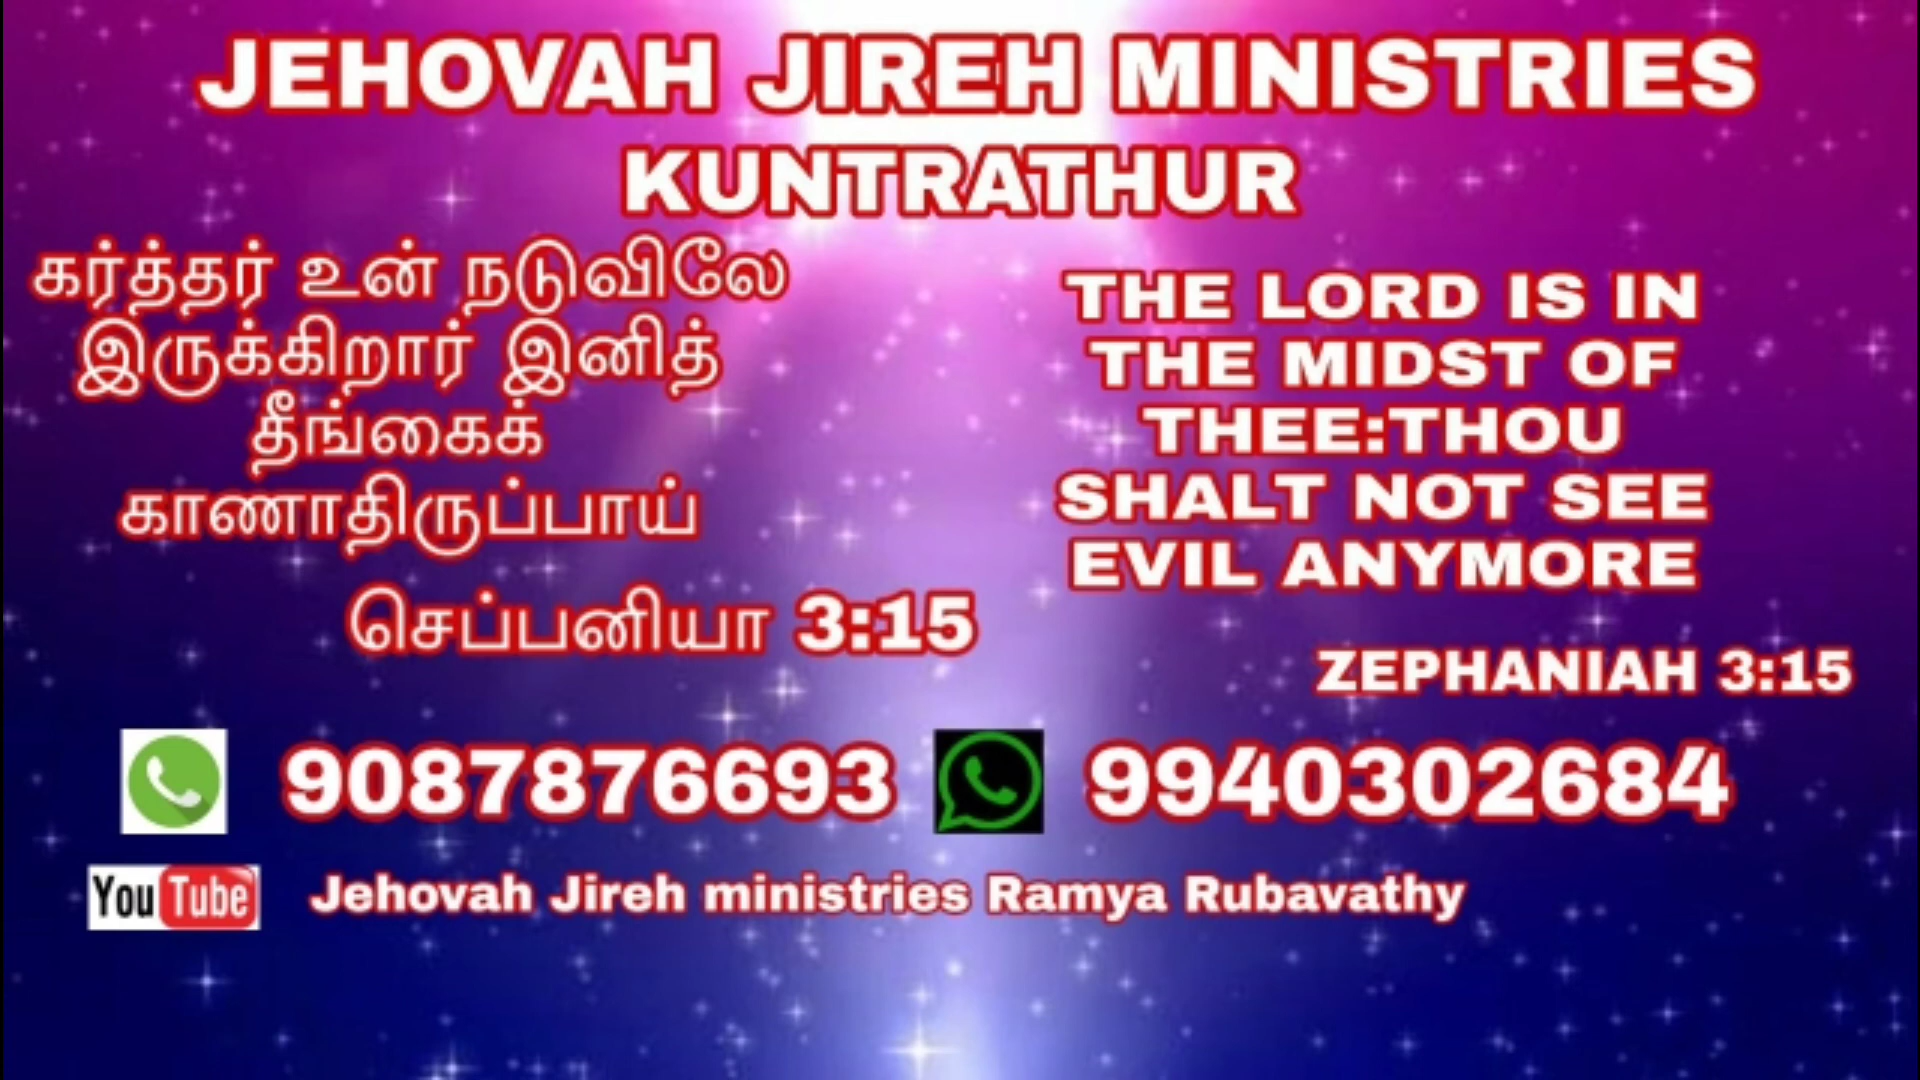 JEHOVAH JIREH MINISTRIES
KUNTRATHUR
கர்த்தர் உன் நடுவிலே
இருக்கிறார் இனித்
தீங்கைக்
காணாதிருப்பாய்
செப்பனியா 3:15
THE LORD IS IN
THE MIDST OF
THEE:THOU
SHALT NOT SEE
EVIL ANYMORE
ZEPHANIAH 3:15
9087876693 9940302684
YouTube Jehovah Jireh ministries Ramya Rubavathy